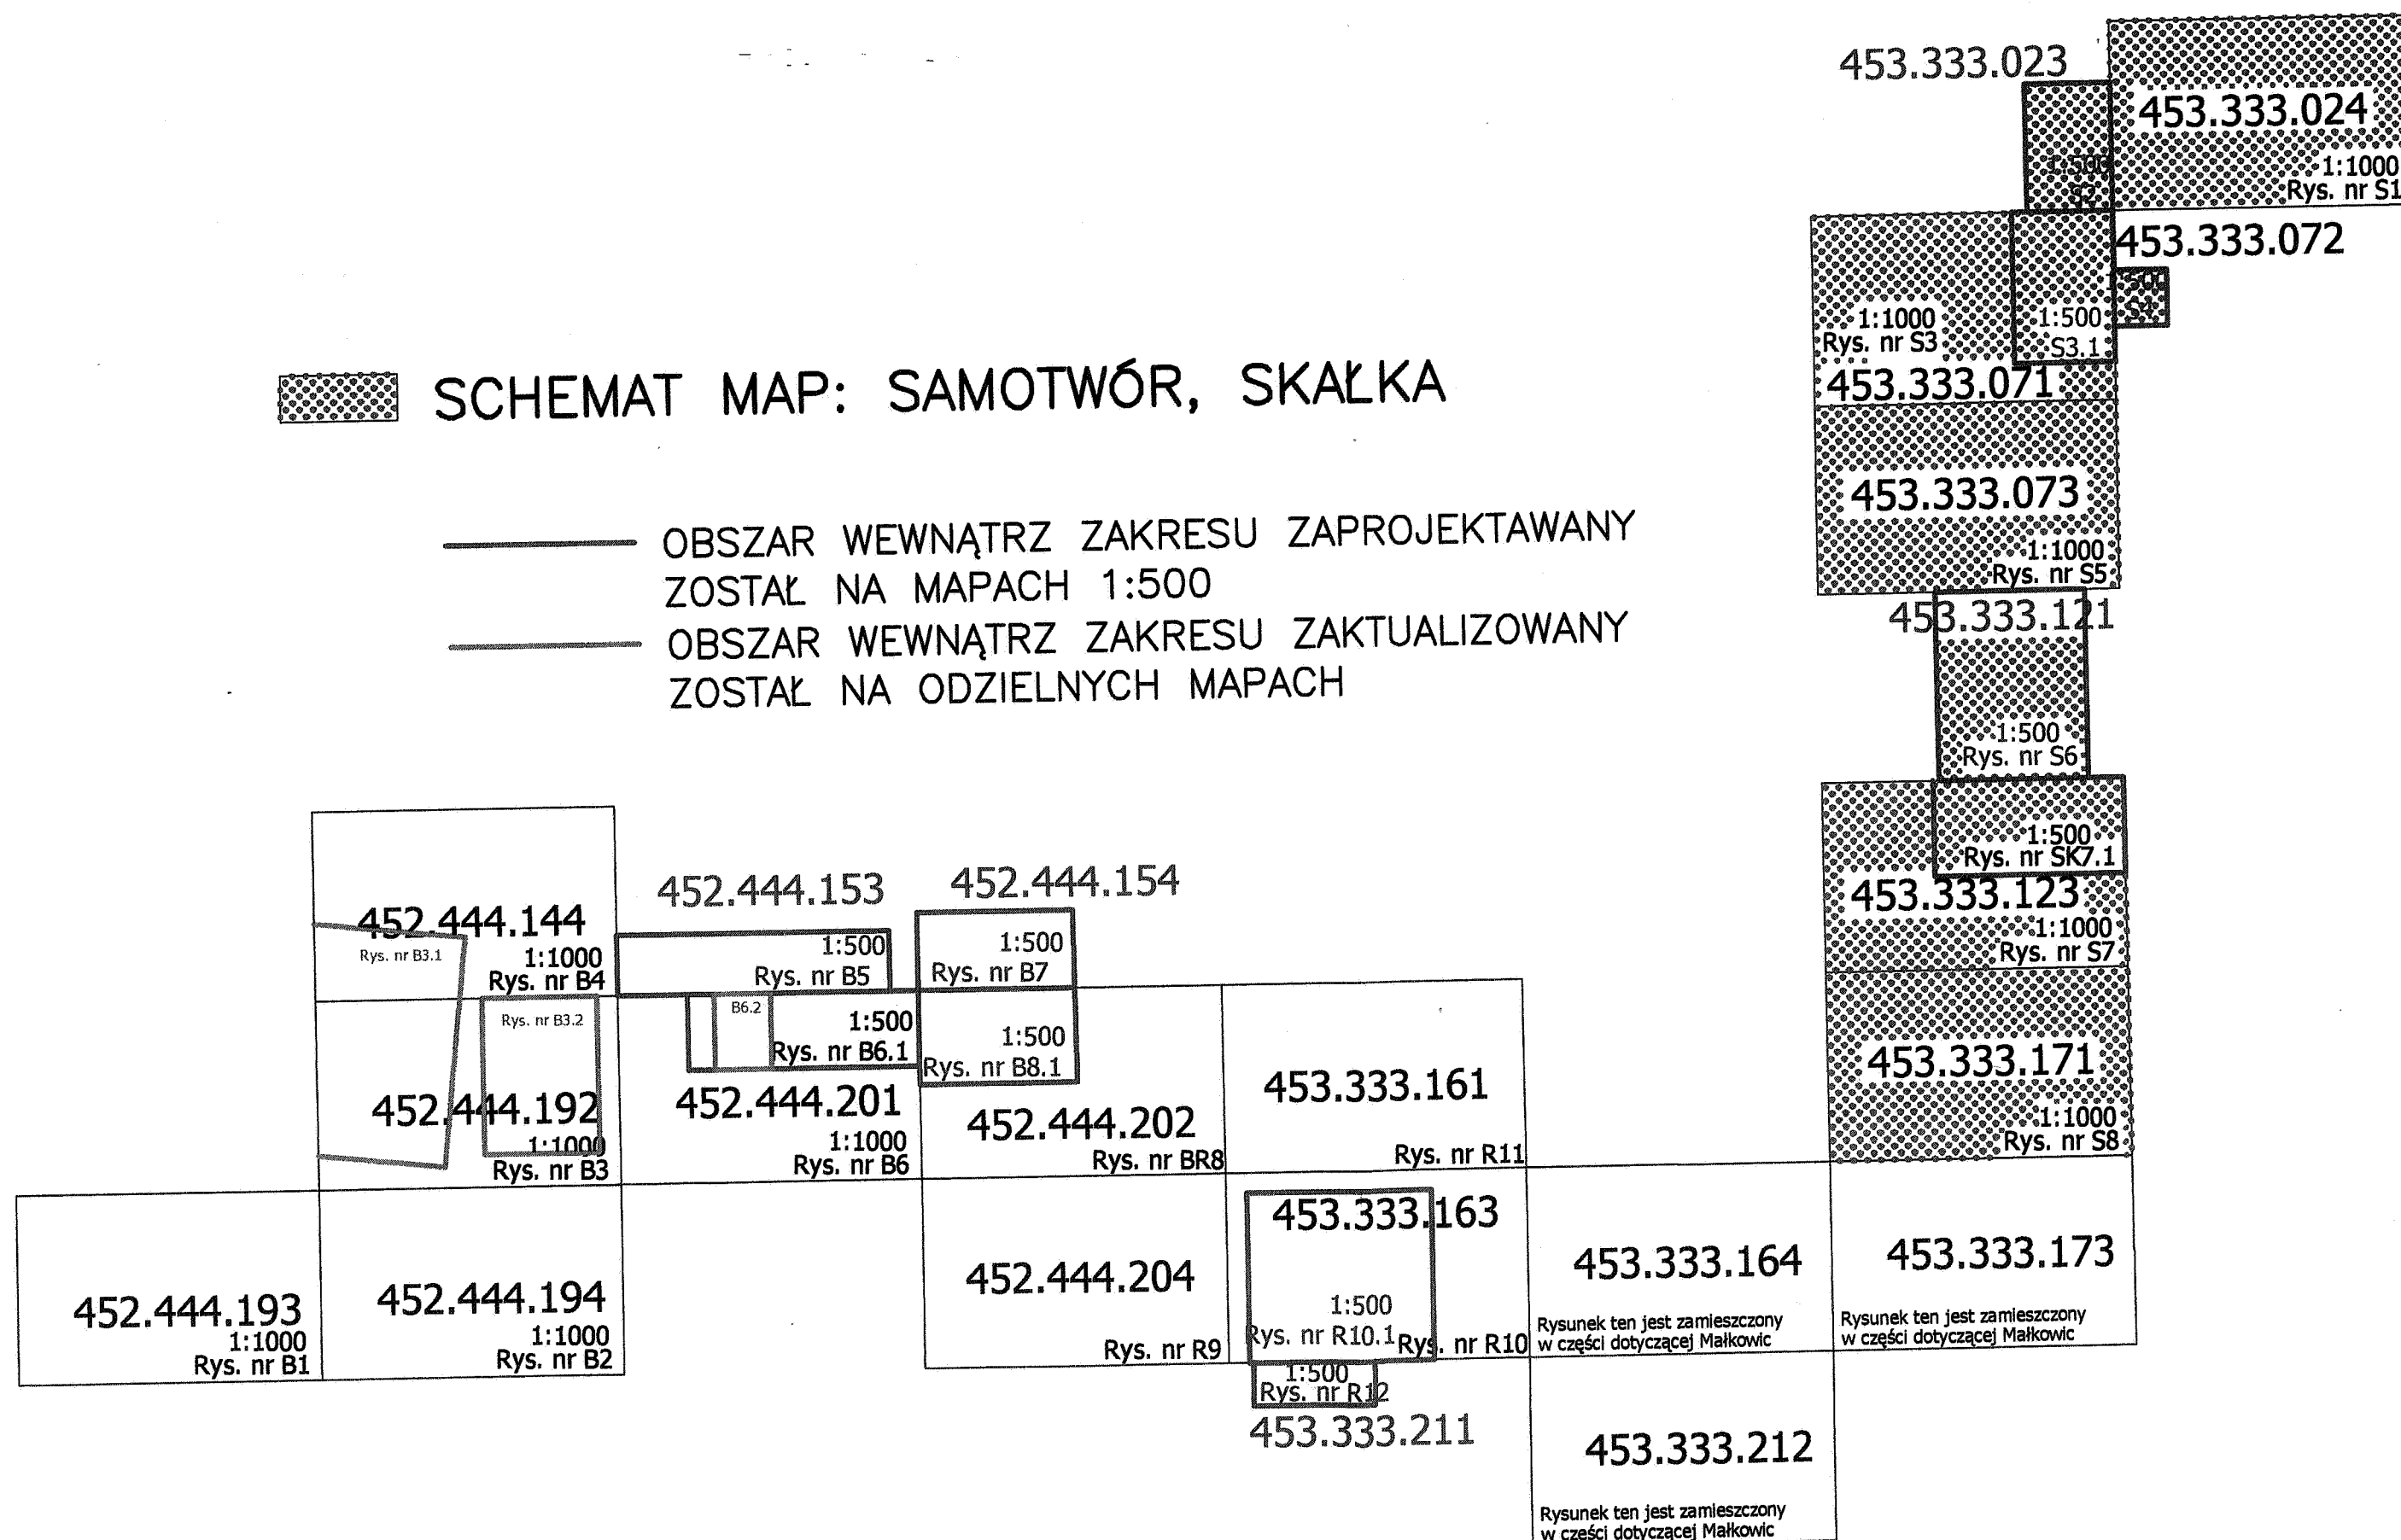 453.333.023
453.333.024
1:1000
Rys. nr S1
1:500
S2
453.333.072
1:500
S4
1:1000
Rys. nr S3
1:500
S3.1
453.333.071
SCHEMAT MAP: SAMOTWÓR, SKAŁKA
453.333.073
1:1000
Rys. nr S5
OBSZAR WEWNĄTRZ ZAKRESU ZAPROJEKTAWANY
ZOSTAŁ NA MAPACH 1:500
OBSZAR WEWNĄTRZ ZAKRESU ZAKTUALIZOWANY
ZOSTAŁ NA ODZIELNYCH MAPACH
453.333.121
1:500
Rys. nr S6
1:500
Rys. nr SK7.1
453.333.123
1:1000
Rys. nr S7
453.333.171
1:1000
Rys. nr S8
452.444.144
Rys. nr B3.1
1:1000
Rys. nr B4
452.444.153
1:500
Rys. nr B5
452.444.154
1:500
Rys. nr B7
Rys. nr B3.2
452.444.192
1:1000
Rys. nr B3
B6.2
1:500
Rys. nr B6.1
452.444.201
1:1000
Rys. nr B6
1:500
Rys. nr B8.1
452.444.202
Rys. nr BR8
453.333.161
Rys. nr R11
452.444.193
1:1000
Rys. nr B1
452.444.194
1:1000
Rys. nr B2
452.444.204
Rys. nr R9
453.333.163
1:500
Rys. nr R10.1
Rys. nr R10
453.333.164
Rysunek ten jest zamieszczony
w części dotyczącej Małkowic
453.333.173
Rysunek ten jest zamieszczony
w części dotyczącej Małkowic
1:500
Rys. nr R12
453.333.211
453.333.212
Rysunek ten jest zamieszczony
w części dotyczącej Małkowic